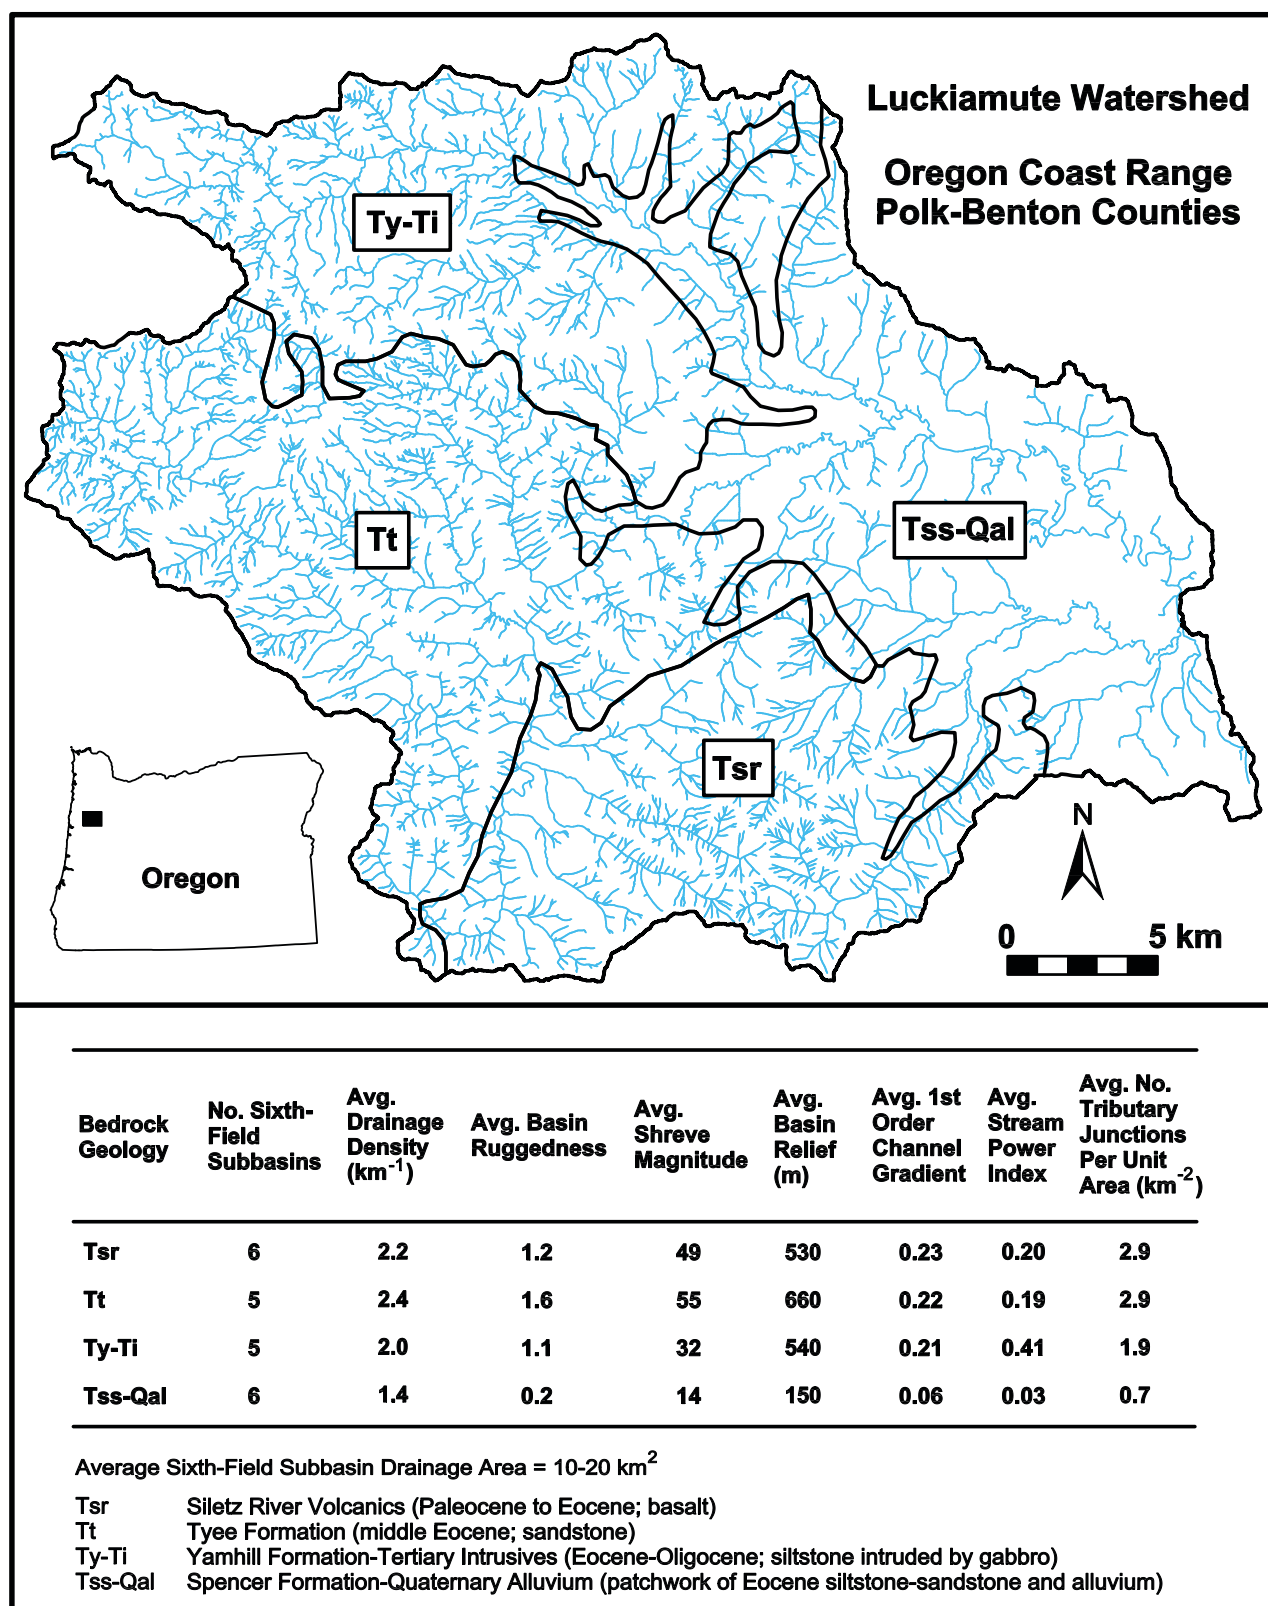 Luckiamute Watershed
Oregon Coast Range
Polk-Benton Counties
Ty-Ti
Tt
Tss-Qal
Tsr
Oregon
N
0 5 km
Bedrock Geology
No. Sixth-Field Subbasins
Avg. Drainage Density (km-1)
Avg. Basin Ruggedness
Avg. Shreve Magnitude
Avg. Basin Relief (m)
Avg. 1st Order Channel Gradient
Avg. Stream Power Index
Avg. No. Tributary Junctions Per Unit Area (km-2)
Tsr 6 2.2 1.2 49 530 0.23 0.20 2.9
Tt 5 2.4 1.6 55 660 0.22 0.19 2.9
Ty-Ti 5 2.0 1.1 32 540 0.21 0.41 1.9
Tss-Qal 6 1.4 0.2 14 150 0.06 0.03 0.7
Average Sixth-Field Subbasin Drainage Area = 10-20 km2
Tsr Siletz River Volcanics (Paleocene to Eocene; basalt)
Tt Tyee Formation (middle Eocene; sandstone)
Ty-Ti Yamhill Formation-Tertiary Intrusives (Eocene-Oligocene; siltstone intruded by gabbro)
Tss-Qal Spencer Formation-Quaternary Alluvium (patchwork of Eocene siltstone-sandstone and alluvium)